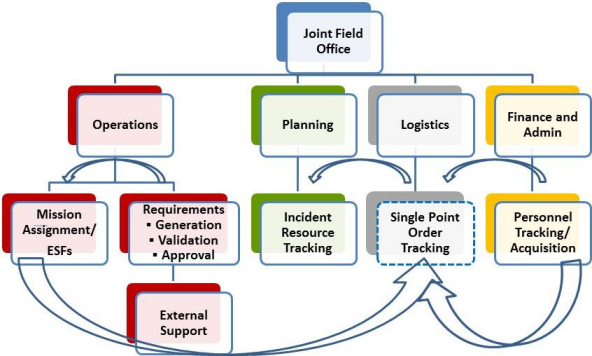 Joint Field
Office
Operations
Planning
Logistics
Finance and
Admin
Mission
Assignment/
ESFs
Requirements
▪ Generation
▪ Validation
▪ Approval
Incident
Resource
Tracking
Single Point
Order
Tracking
Personnel
Tracking/
Acquisition
External
Support